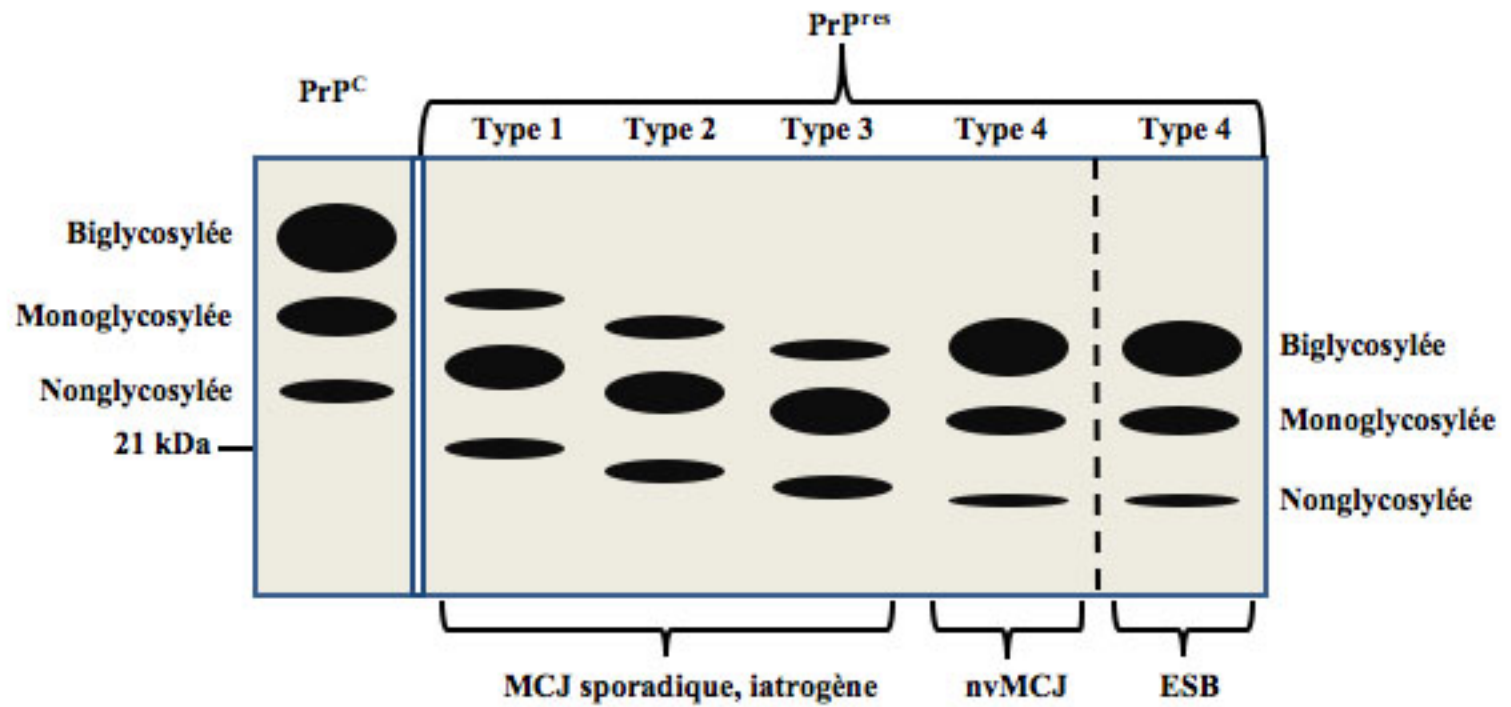 PrPres
PrPC
Type 1 Type 2 Type 3 Type 4 Type 4
Biglycosylée
Monoglycosylée
Nonglycosylée
21 kDa
Biglycosylée
Monoglycosylée
Nonglycosylée
MCJ sporadique, iatrogène nvMCJ ESB